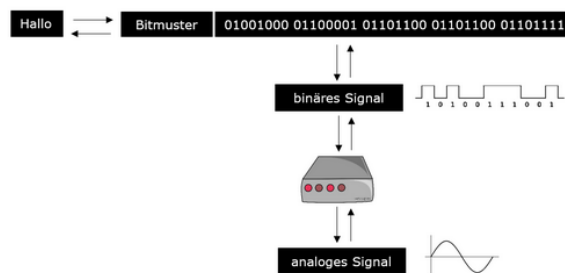 Hallo
Bitmuster
01001000 01100001 01101100 01101100 01101111
binäres Signal
1 0 1 0 0 1 1 1 0 0 1
analoges Signal